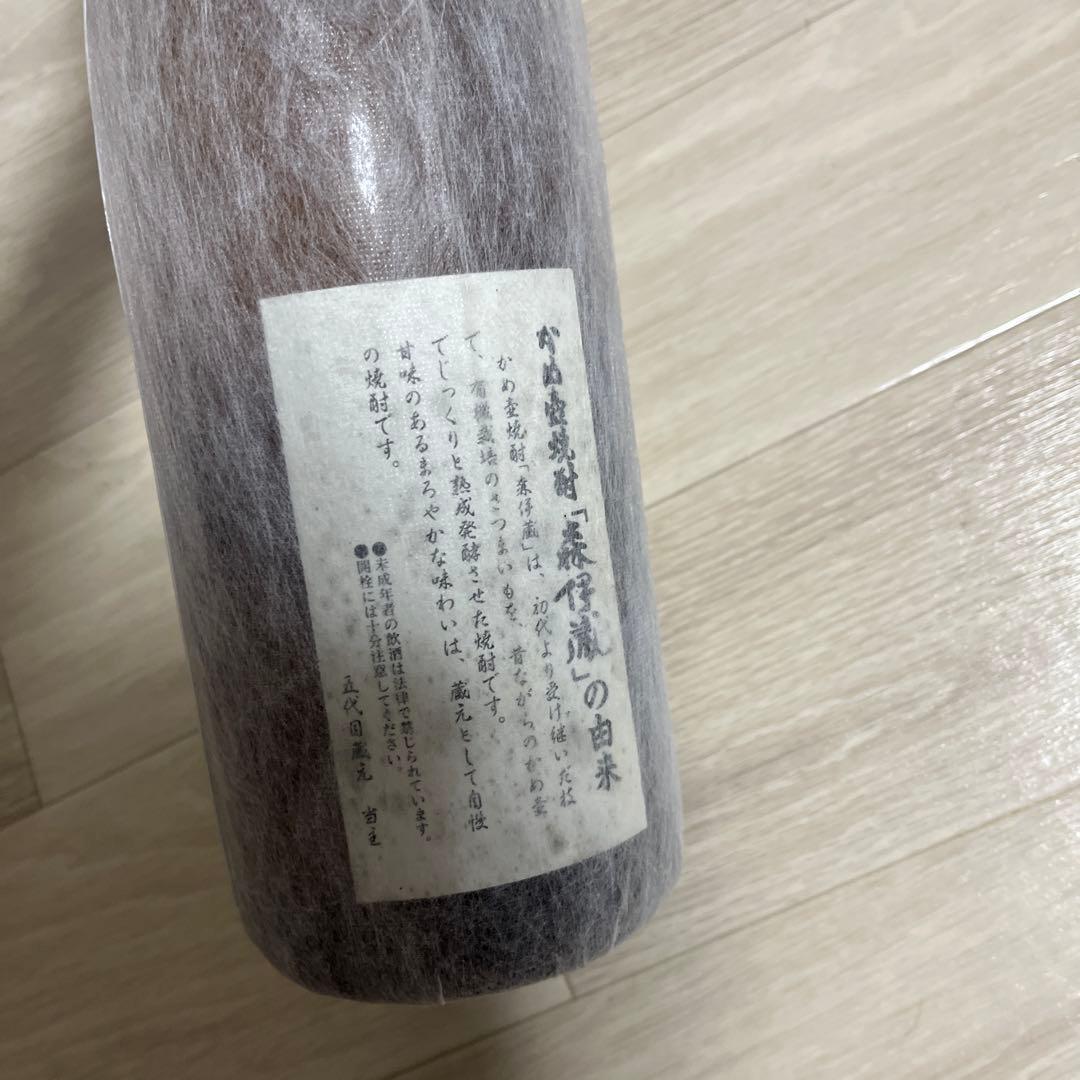 かめ壺焼酎「森伊蔵」の由来
かめ壺焼酎「森伊蔵」は、初代より受け継いだ技
で、有機栽培のさつまいもを、昔ながらのかめ壺
でじっくりと熟成発酵させた焼酎です。
甘味のあるまろやかな味わいは、蔵元として自慢
の焼酎です。
●未成年者の飲酒は法律で禁じられています。
●開栓には十分注意してください。
五代目蔵元 当主